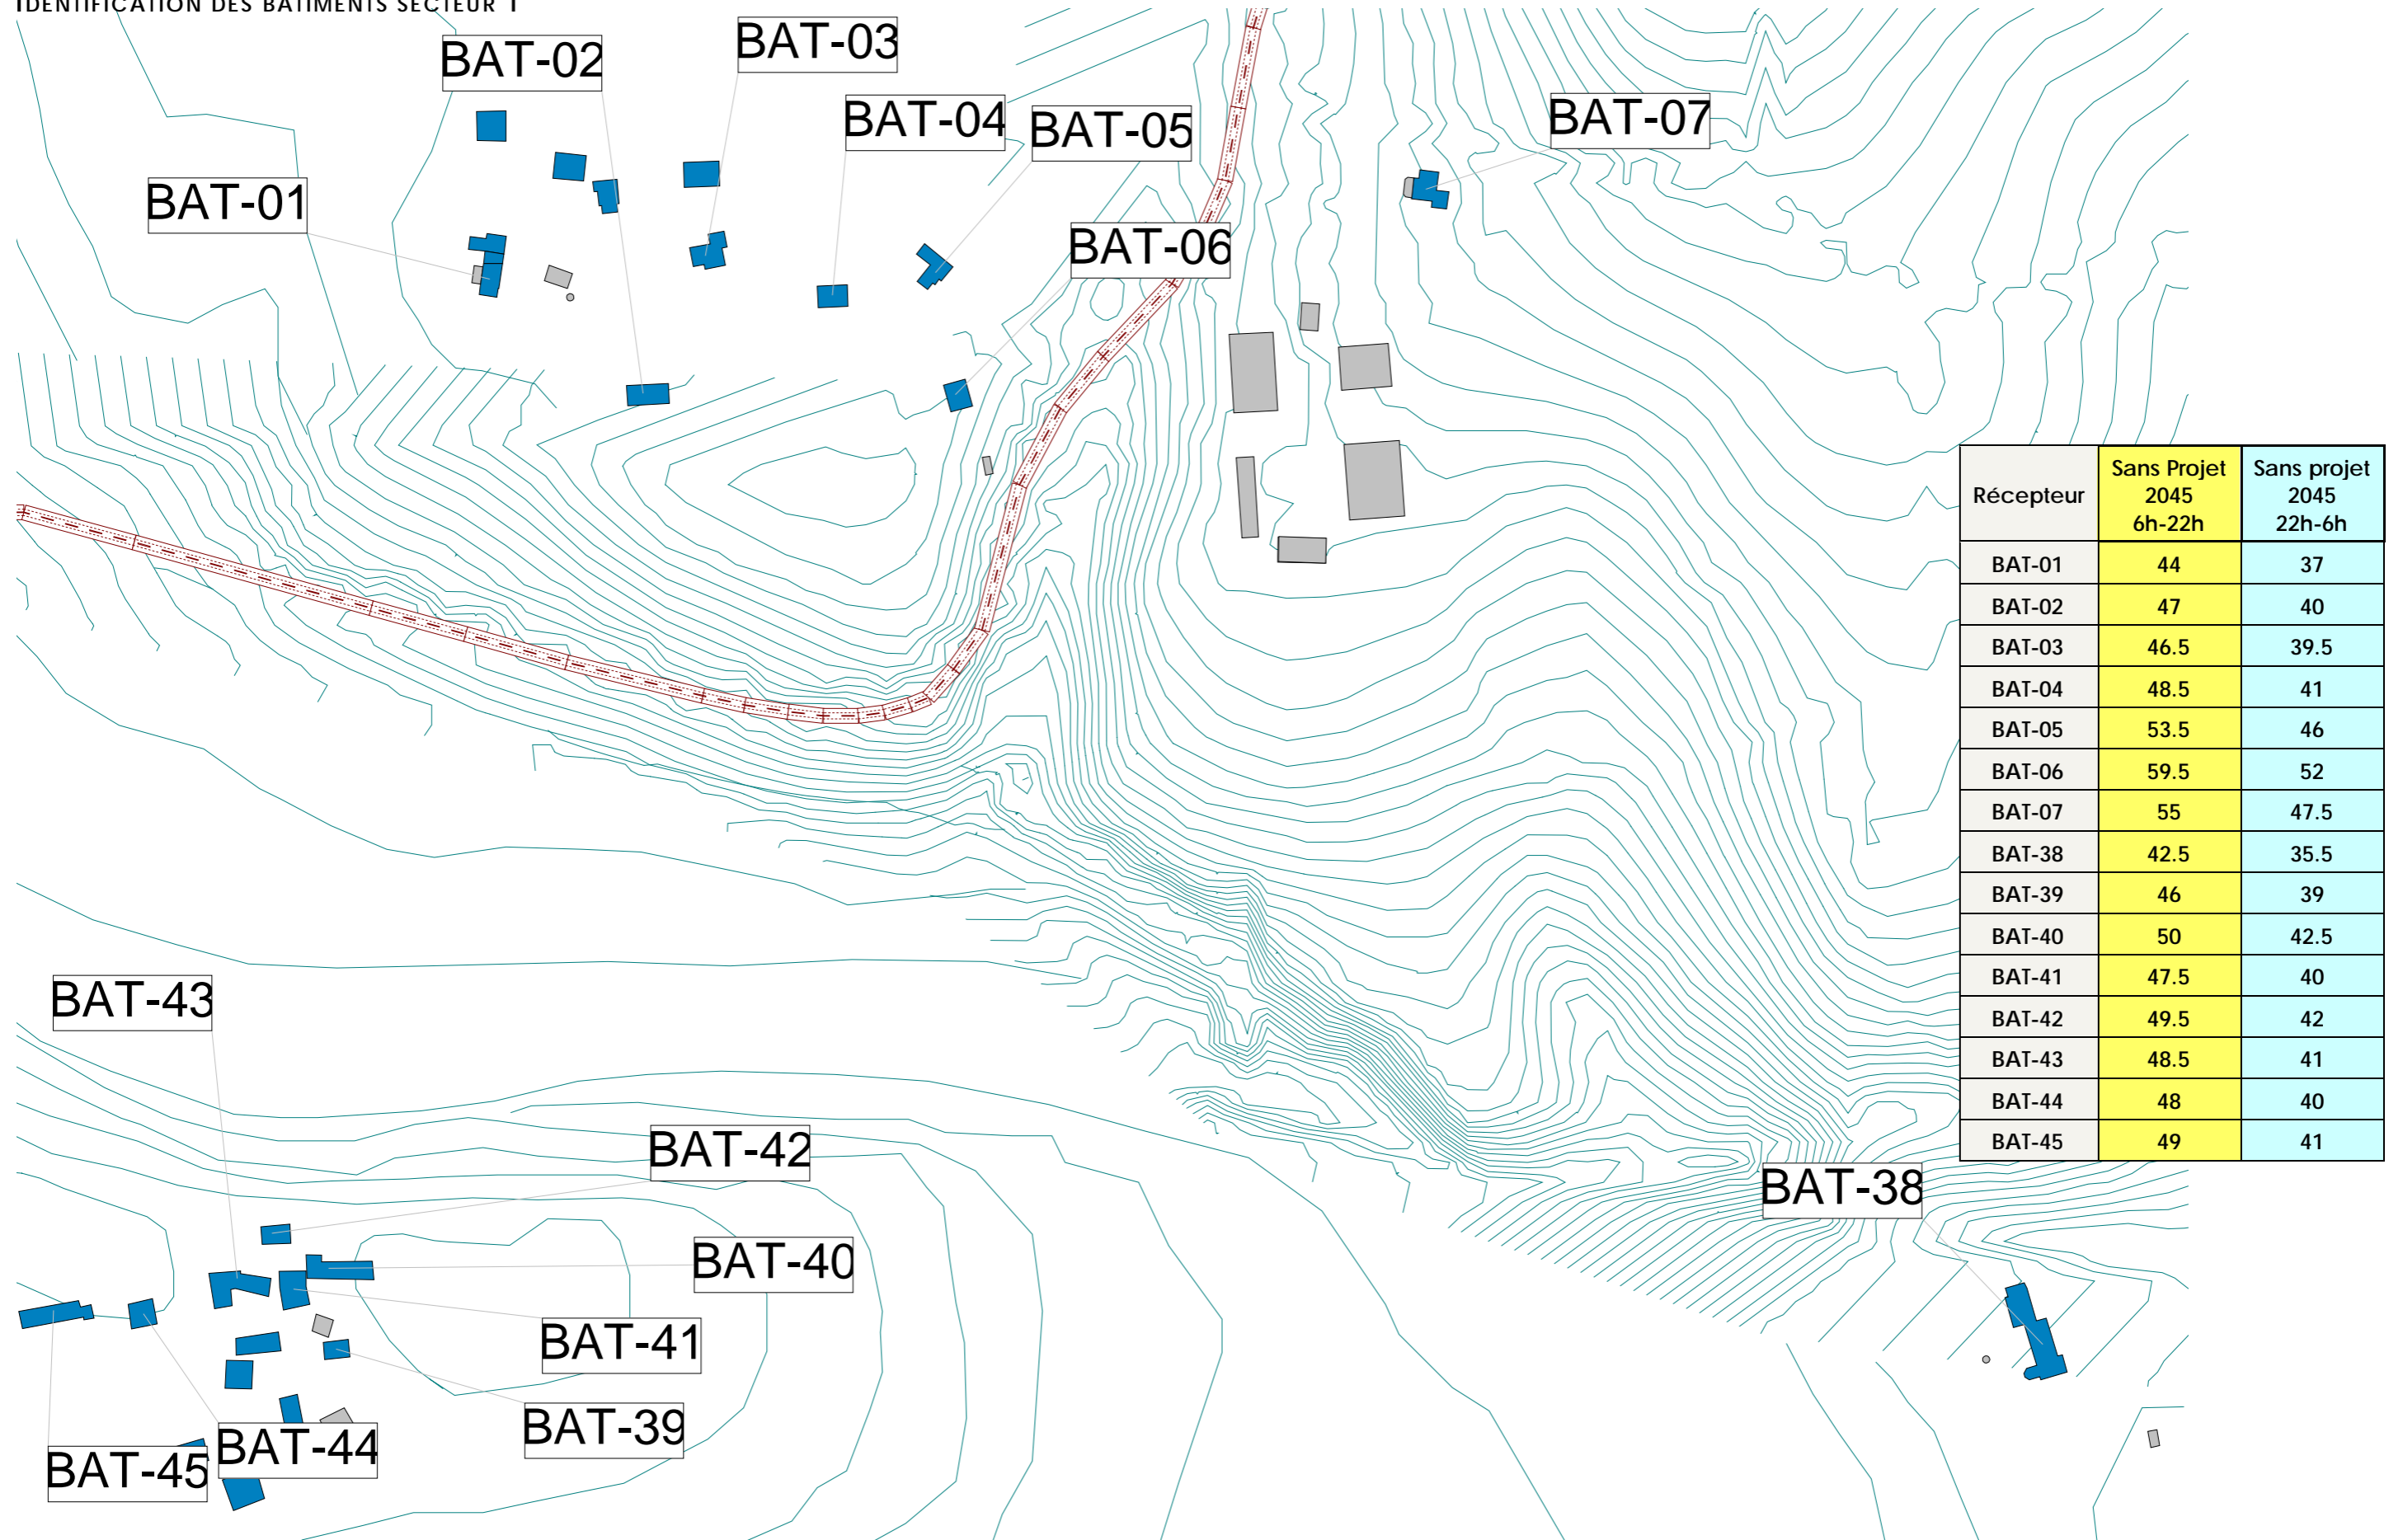 IDENTIFICATION DES BATIMENTS SECTEUR 1
BAT-03
BAT-02
BAT-04
BAT-05
BAT-07
BAT-01
BAT-06
Récepteur Sans Projet 2045 6h-22h Sans projet 2045 22h-6h
BAT-01 44 37
BAT-02 47 40
BAT-03 46.5 39.5
BAT-04 48.5 41
BAT-05 53.5 46
BAT-06 59.5 52
BAT-07 55 47.5
BAT-38 42.5 35.5
BAT-39 46 39
BAT-40 50 42.5
BAT-41 47.5 40
BAT-42 49.5 42
BAT-43 48.5 41
BAT-44 48 40
BAT-45 49 41
BAT-43
BAT-42
BAT-38
BAT-40
BAT-41
BAT-39
BAT-44
BAT-45